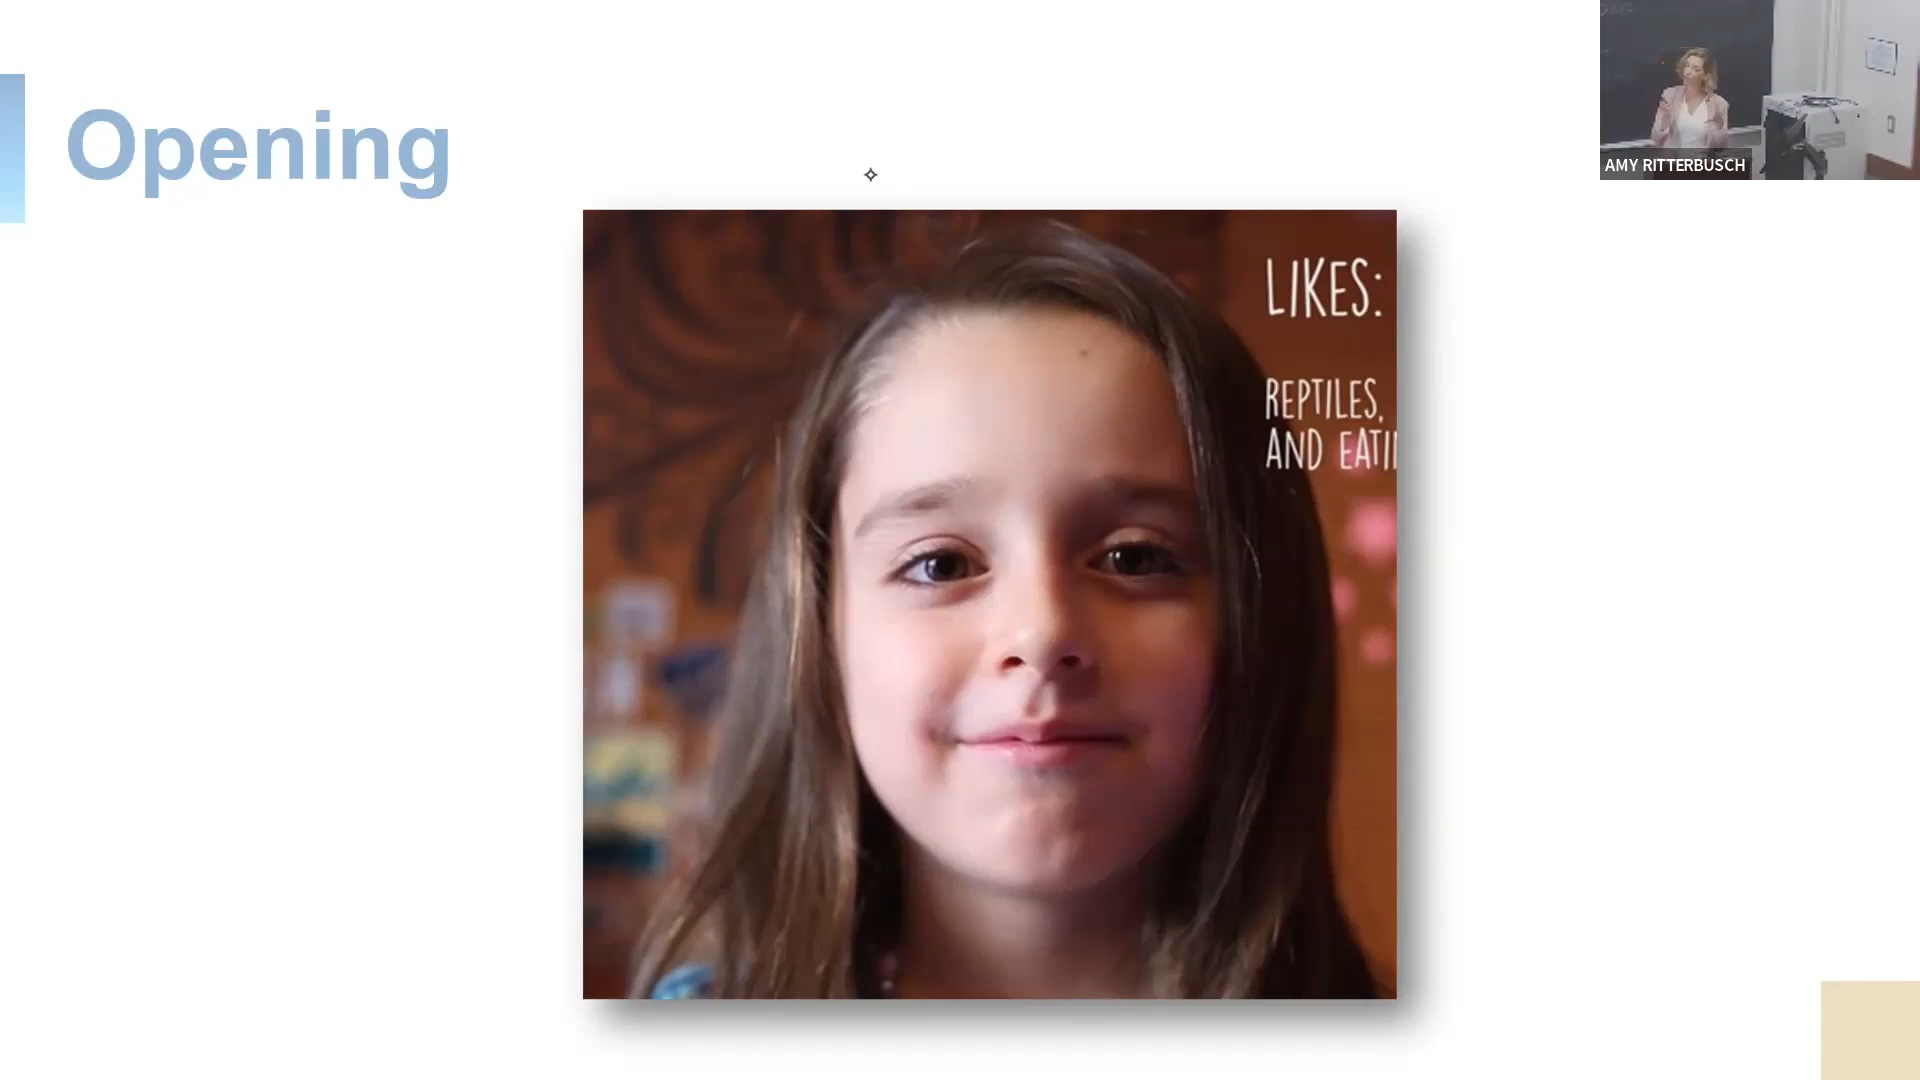 Opening
AMY RITTERBUSCH
LIKES:
REPTILES,
AND EATI